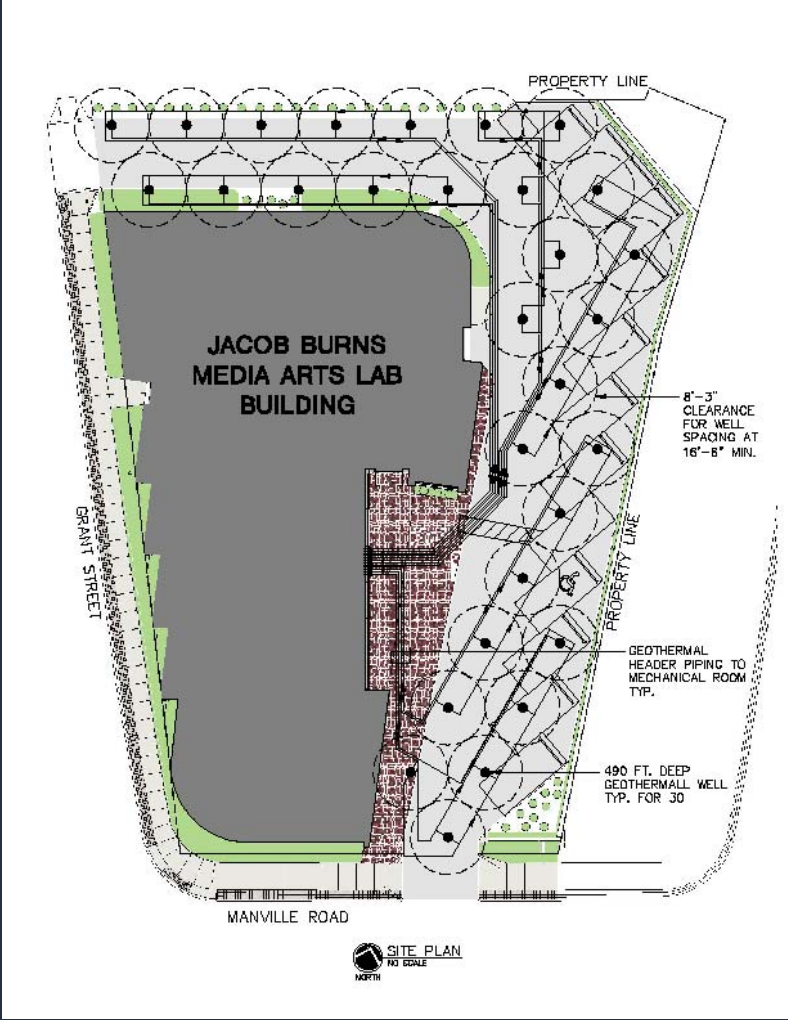 PROPERTY LINE
JACOB BURNS
MEDIA ARTS LAB
BUILDING
8'-3"
CLEARANCE
FOR WELL
SPACING AT
16'-6" MIN.
GRANT STREET
PROPERTY LINE
GEOTHERMAL
HEADER PIPING TO
MECHANICAL ROOM
TYP.
490 FT. DEEP
GEOTHERMALL WELL
TYP. FOR 30
MANVILLE ROAD
SITE PLAN
NO SCALE
NORTH